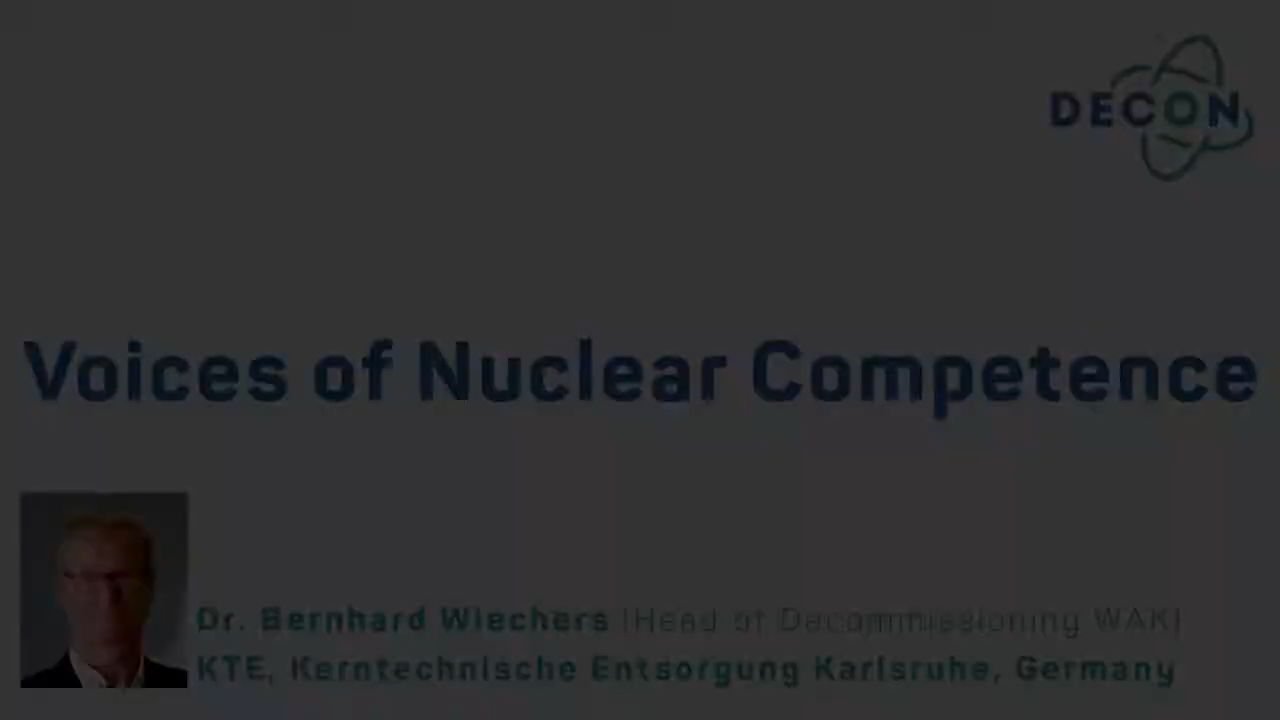 DECON
Voices of Nuclear Competence
Dr. Bernhard Wiechers (Head of Decommissioning WAK)
KTE, Kerntechnische Entsorgung Karlsruhe, Germany